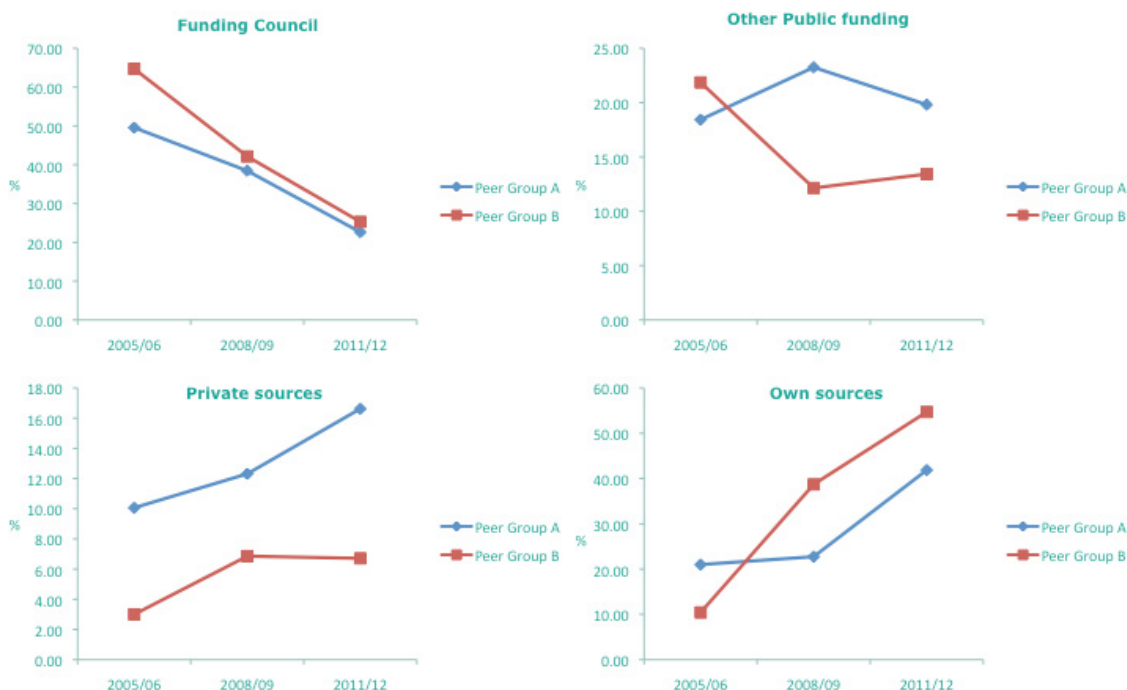 Funding Council
70.00
60.00
50.00
40.00
30.00
20.00
10.00
0.00
%
2005/06 2008/09 2011/12
Peer Group A
Peer Group B
Other Public funding
25.00
20.00
15.00
10.00
5.00
0.00
%
2005/06 2008/09 2011/12
Peer Group A
Peer Group B
Private sources
18.00
16.00
14.00
12.00
10.00
8.00
6.00
4.00
2.00
0.00
%
2005/06 2008/09 2011/12
Peer Group A
Peer Group B
Own sources
60.00
50.00
40.00
30.00
20.00
10.00
0.00
%
2005/06 2008/09 2011/12
Peer Group A
Peer Group B